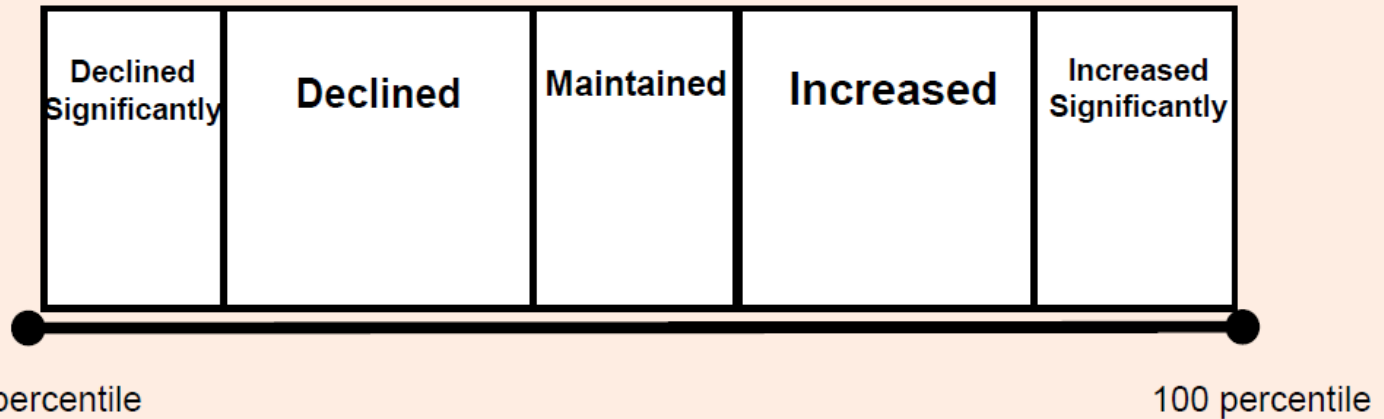 Declined
Significantly
Declined
Maintained
Increased
Increased
Significantly
percentile
100 percentile